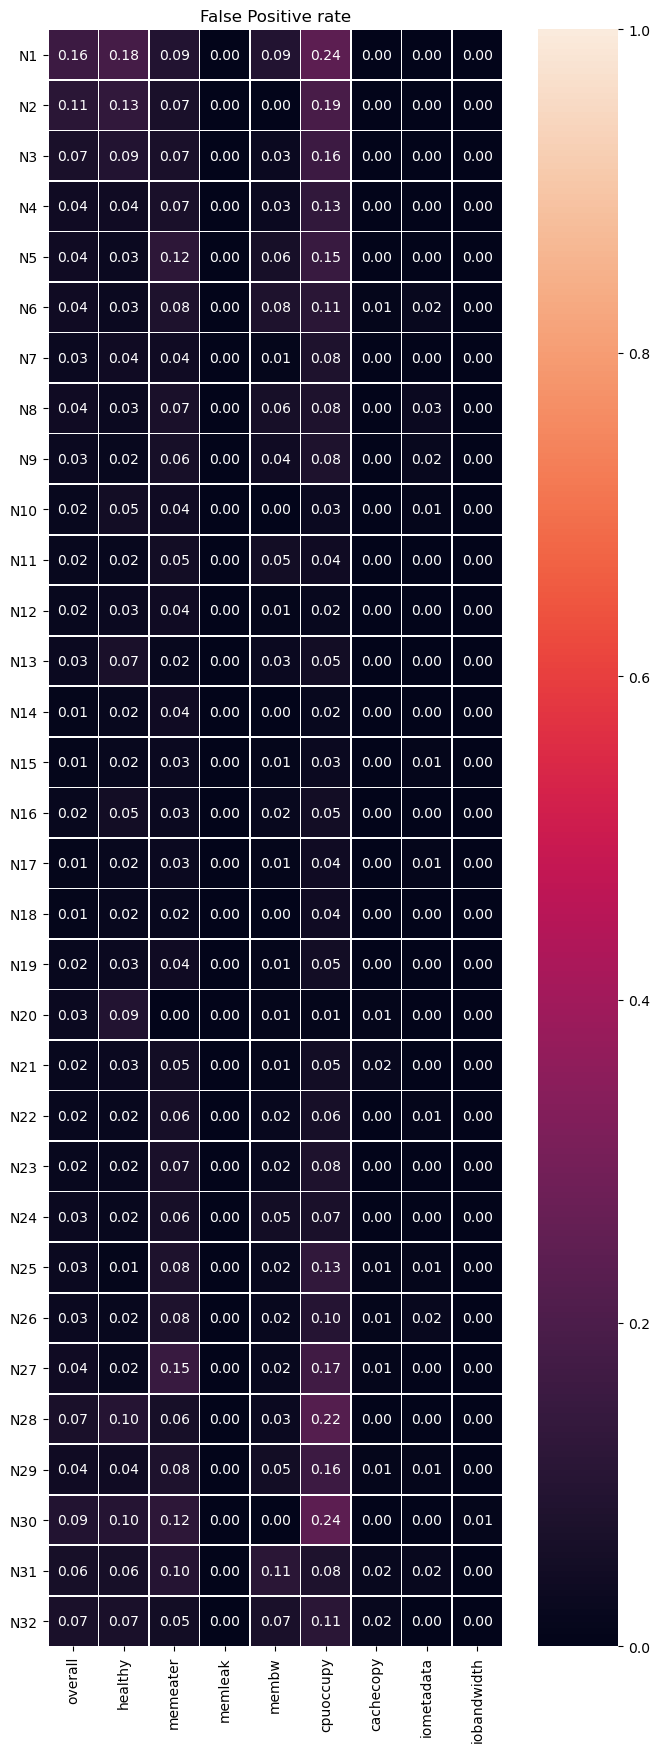 False Positive rate
N1 0.16 0.18 0.09 0.00 0.09 0.24 0.00 0.00 0.00
N2 0.11 0.13 0.07 0.00 0.00 0.19 0.00 0.00 0.00
N3 0.07 0.09 0.07 0.00 0.03 0.16 0.00 0.00 0.00
N4 0.04 0.04 0.07 0.00 0.03 0.13 0.00 0.00 0.00
N5 0.04 0.03 0.12 0.00 0.06 0.15 0.00 0.00 0.00
N6 0.04 0.03 0.08 0.00 0.08 0.11 0.01 0.02 0.00
N7 0.03 0.04 0.04 0.00 0.01 0.08 0.00 0.00 0.00
N8 0.04 0.03 0.07 0.00 0.06 0.08 0.00 0.03 0.00
N9 0.03 0.02 0.06 0.00 0.04 0.08 0.00 0.02 0.00
N10 0.02 0.05 0.04 0.00 0.00 0.03 0.00 0.01 0.00
N11 0.02 0.02 0.05 0.00 0.05 0.04 0.00 0.00 0.00
N12 0.02 0.03 0.04 0.00 0.01 0.02 0.00 0.00 0.00
N13 0.03 0.07 0.02 0.00 0.03 0.05 0.00 0.00 0.00
N14 0.01 0.02 0.04 0.00 0.00 0.02 0.00 0.00 0.00
N15 0.01 0.02 0.03 0.00 0.01 0.03 0.00 0.01 0.00
N16 0.02 0.05 0.03 0.00 0.02 0.05 0.00 0.00 0.00
N17 0.01 0.02 0.03 0.00 0.01 0.04 0.00 0.01 0.00
N18 0.01 0.02 0.02 0.00 0.00 0.04 0.00 0.00 0.00
N19 0.02 0.03 0.04 0.00 0.01 0.05 0.00 0.00 0.00
N20 0.03 0.09 0.00 0.00 0.01 0.01 0.01 0.00 0.00
N21 0.02 0.03 0.05 0.00 0.01 0.05 0.02 0.00 0.00
N22 0.02 0.02 0.06 0.00 0.02 0.06 0.00 0.01 0.00
N23 0.02 0.02 0.07 0.00 0.02 0.08 0.00 0.00 0.00
N24 0.03 0.02 0.06 0.00 0.05 0.07 0.00 0.00 0.00
N25 0.03 0.01 0.08 0.00 0.02 0.13 0.01 0.01 0.00
N26 0.03 0.02 0.08 0.00 0.02 0.10 0.01 0.02 0.00
N27 0.04 0.02 0.15 0.00 0.02 0.17 0.01 0.00 0.00
N28 0.07 0.10 0.06 0.00 0.03 0.22 0.00 0.00 0.00
N29 0.04 0.04 0.08 0.00 0.05 0.16 0.01 0.01 0.00
N30 0.09 0.10 0.12 0.00 0.00 0.24 0.00 0.00 0.01
N31 0.06 0.06 0.10 0.00 0.11 0.08 0.02 0.02 0.00
N32 0.07 0.07 0.05 0.00 0.07 0.11 0.02 0.00 0.00
overall healthy memeater memleak membw cpuoccupy cachecopy iometadata iobandwidth
1.0
0.8
0.6
0.4
0.2
0.0